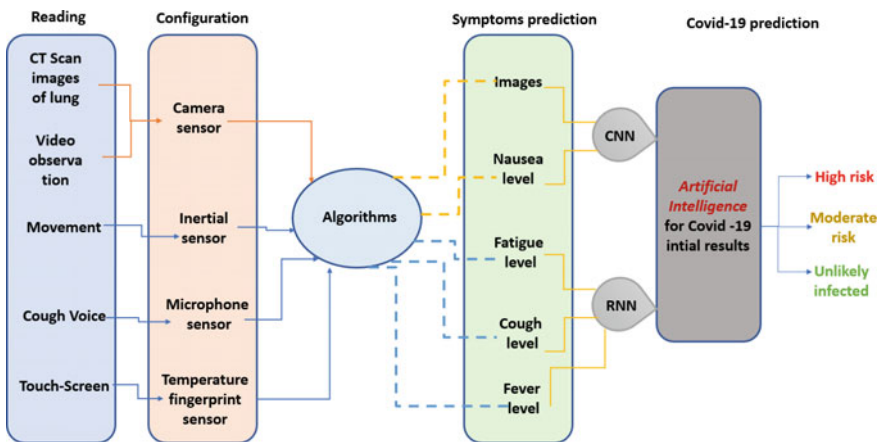 Reading
Configuration
Symptoms prediction
Covid-19 prediction
CT Scan
images
of lung
Video
observa
tion
Movement
Cough Voice
Touch-Screen
Camera
sensor
Inertial
sensor
Microphone
sensor
Temperature
fingerprint
sensor
Algorithms
Images
Nausea
level
Fatigue
level
Cough
level
Fever
level
CNN
RNN
Artificial
Intelligence
for Covid -19
intial results
High risk
Moderate
risk
Unlikely
infected